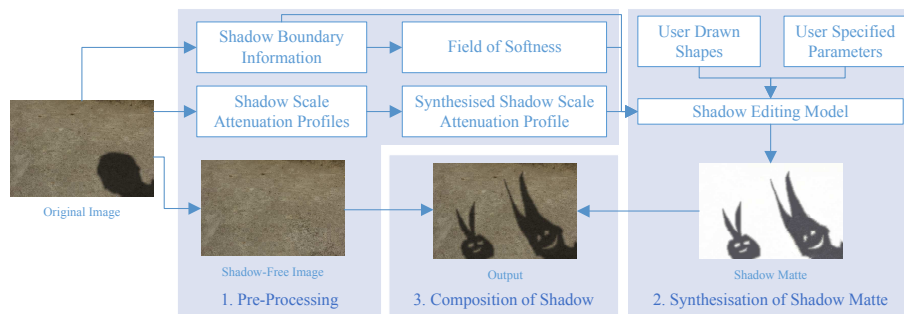 Shadow Boundary
Information
Field of Softness
User Drawn
Shapes
User Specified
Parameters
Shadow Scale
Attenuation Profiles
Synthesised Shadow Scale
Attenuation Profile
Shadow Editing Model
Original Image
Shadow-Free Image
Output
Shadow Matte
1. Pre-Processing
3. Composition of Shadow
2. Synthesisation of Shadow Matte